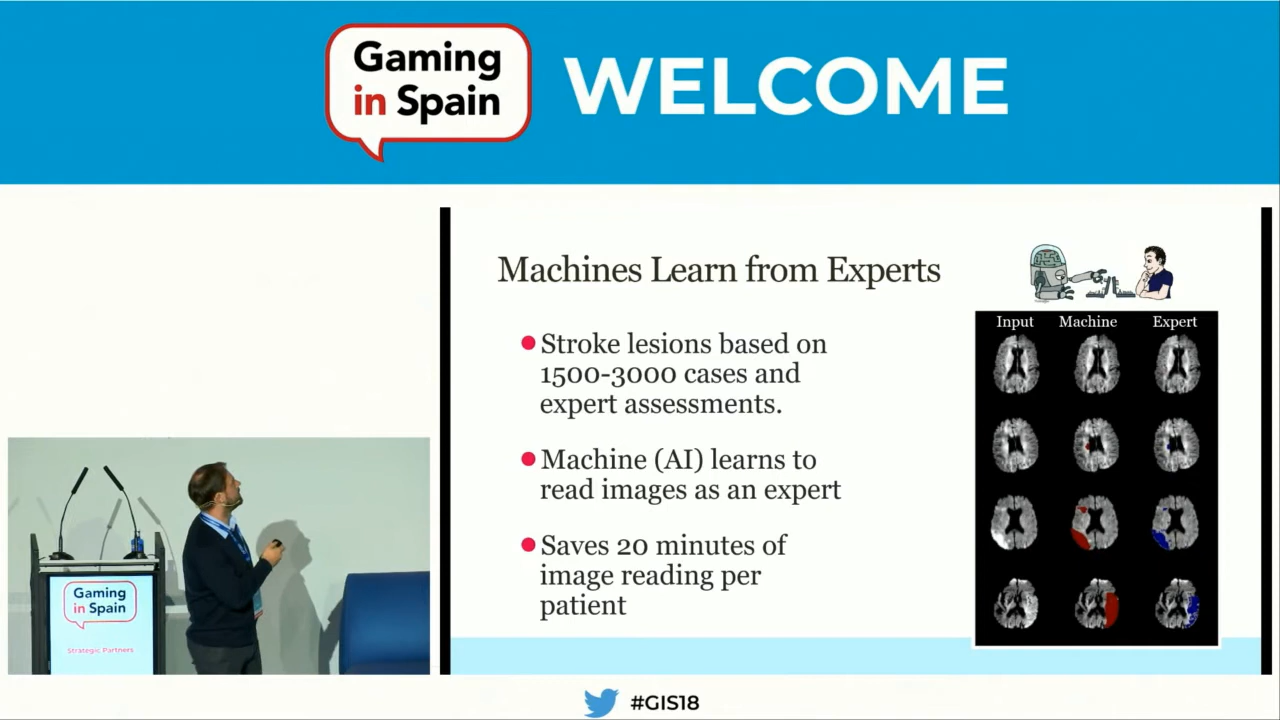 Gaming
in Spain
WELCOME
Machines Learn from Experts
Input Machine Expert
Stroke lesions based on
1500-3000 cases and
expert assessments.
Machine (AI) learns to
read images as an expert
Saves 20 minutes of
image reading per
patient
Gaming
in Spain
Strategic Partners
#GIS18